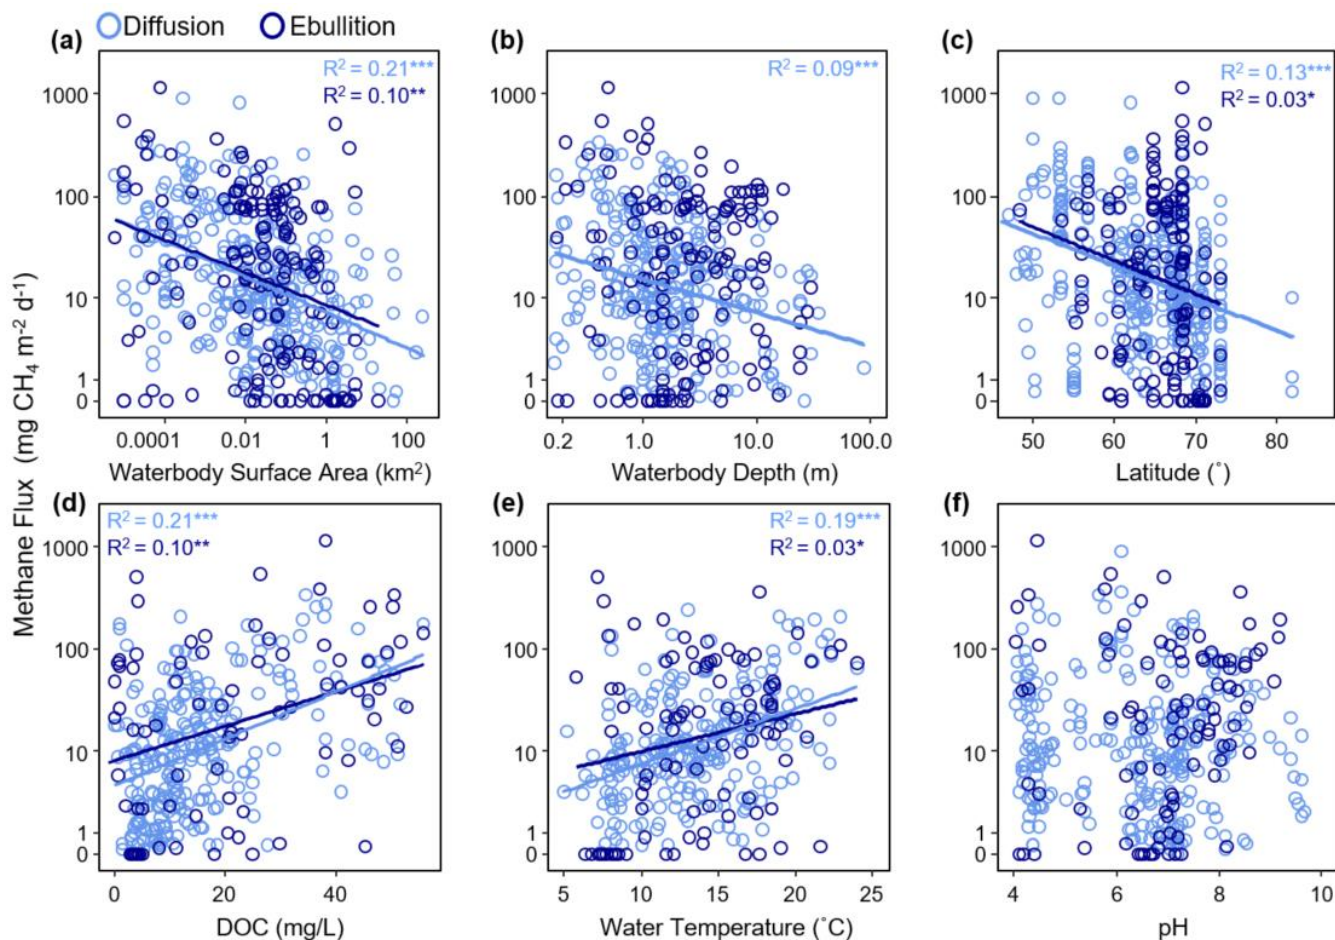 Diffusion Ebullition
(a) (b) (c)
R² = 0.21***
R² = 0.10**
R² = 0.09***
R² = 0.13***
R² = 0.03*
1000
100
10
1
0
1000
100
10
1
0
1000
100
10
1
0
0.0001 0.01 1 100
0.2 1.0 10.0 100.0
50 60 70 80
Waterbody Surface Area (km²)
Waterbody Depth (m)
Latitude (˚)
Methane Flux (mg CH₄ m⁻² d⁻¹)
(d) (e) (f)
R² = 0.21***
R² = 0.10**
R² = 0.19***
R² = 0.03*
1000
100
10
1
0
1000
100
10
1
0
1000
100
10
1
0
0 20 40
5 10 15 20 25
4 6 8 10
DOC (mg/L)
Water Temperature (˚C)
pH